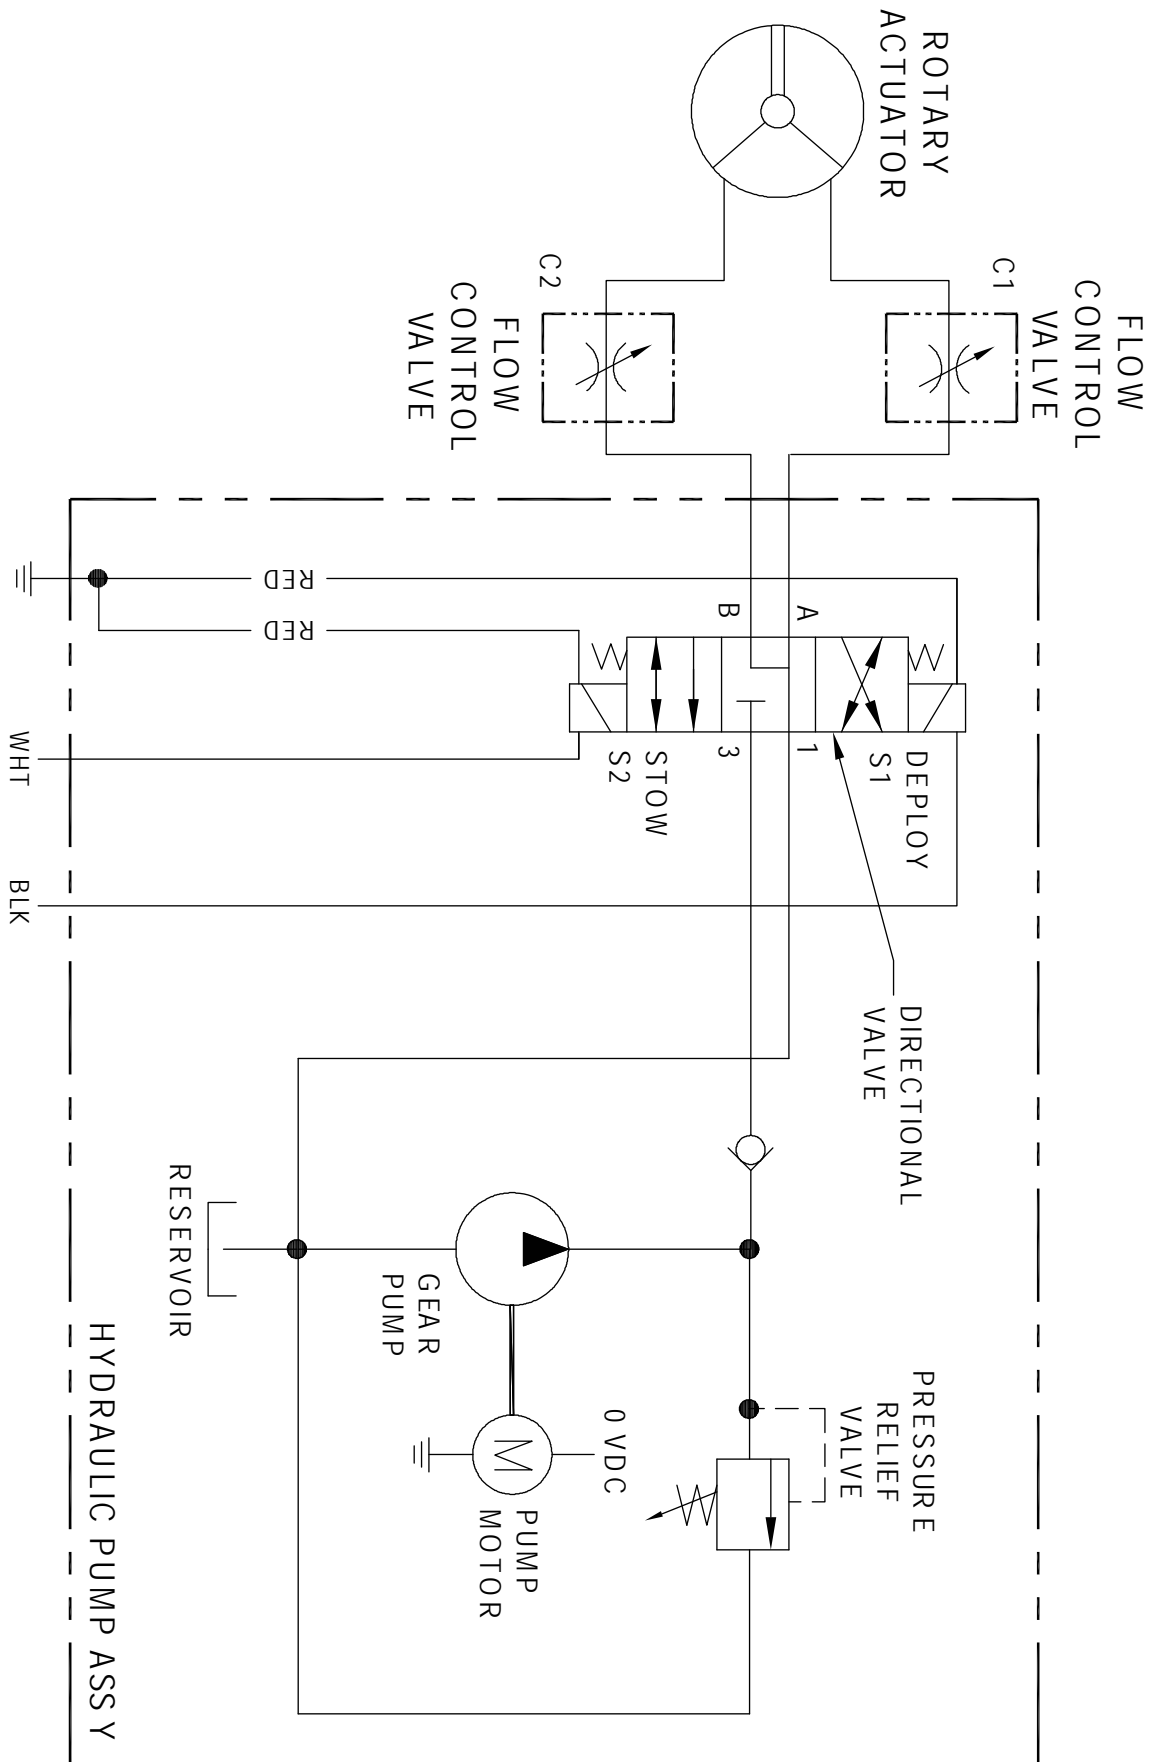 ROTARY
ACTUATOR
FLOW
CONTROL
VALVE
C1
C2
FLOW
CONTROL
VALVE
RED
RED
A
B
1
3
DEPLOY
S1
STOW
S2
WHT
BLK
DIRECTIONAL
VALVE
RESERVOIR
GEAR
PUMP
0 VDC
M
PUMP
MOTOR
PRESSURE
RELIEF
VALVE
HYDRAULIC PUMP ASSY